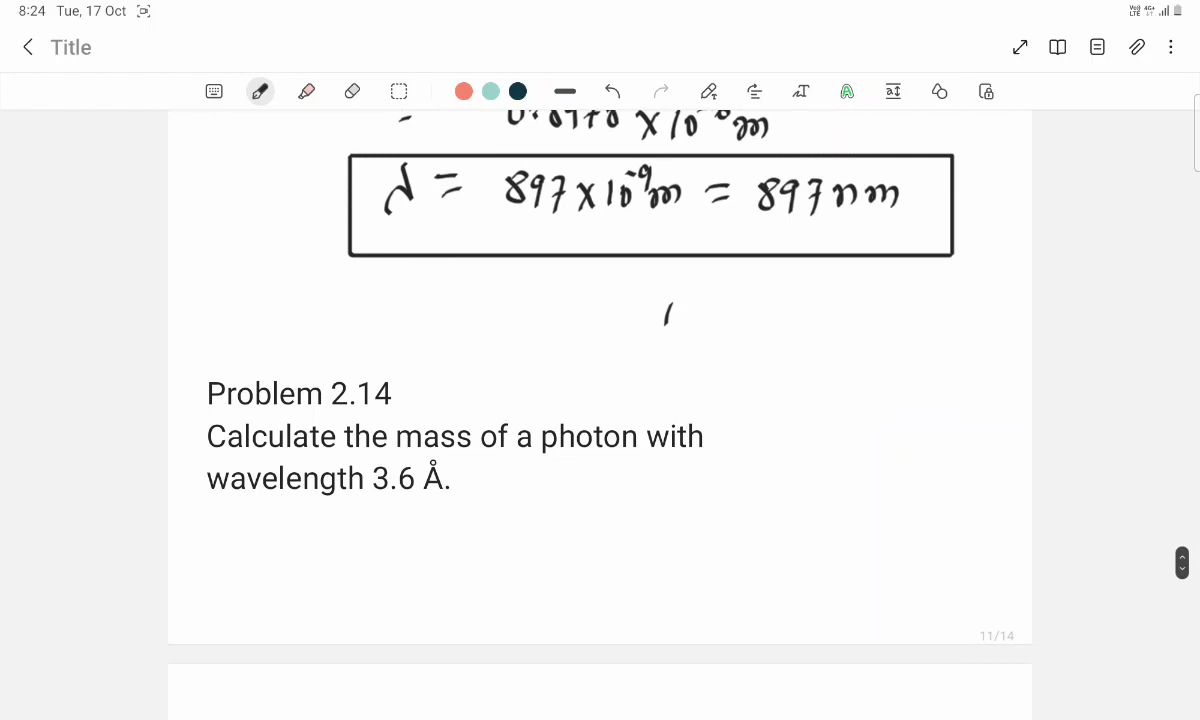 8:24 Tue, 17 Oct
Title
λ = 897 x 10⁻⁹m = 897 nm
Problem 2.14
Calculate the mass of a photon with
wavelength 3.6 Å.
11/14